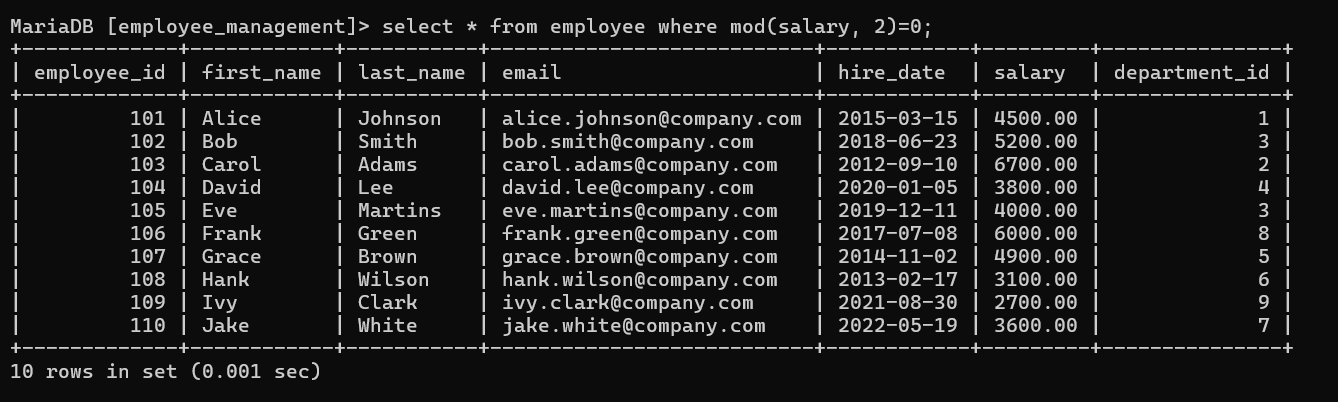 MariaDB [employee_management]> select * from employee where mod(salary, 2)=0;
+-------------+------------+-----------+---------------------------+------------+---------+---------------+
| employee_id | first_name | last_name | email                     | hire_date  | salary  | department_id |
+-------------+------------+-----------+---------------------------+------------+---------+---------------+
|         101 | Alice      | Johnson   | alice.johnson@company.com | 2015-03-15 | 4500.00 |             1 |
|         102 | Bob        | Smith     | bob.smith@company.com     | 2018-06-23 | 5200.00 |             3 |
|         103 | Carol      | Adams     | carol.adams@company.com   | 2012-09-10 | 6700.00 |             2 |
|         104 | David      | Lee       | david.lee@company.com     | 2020-01-05 | 3800.00 |             4 |
|         105 | Eve        | Martins   | eve.martins@company.com   | 2019-12-11 | 4000.00 |             3 |
|         106 | Frank      | Green     | frank.green@company.com   | 2017-07-08 | 6000.00 |             8 |
|         107 | Grace      | Brown     | grace.brown@company.com   | 2014-11-02 | 4900.00 |             5 |
|         108 | Hank       | Wilson    | hank.wilson@company.com   | 2013-02-17 | 3100.00 |             6 |
|         109 | Ivy        | Clark     | ivy.clark@company.com     | 2021-08-30 | 2700.00 |             9 |
|         110 | Jake       | White     | jake.white@company.com    | 2022-05-19 | 3600.00 |             7 |
+-------------+------------+-----------+---------------------------+------------+---------+---------------+
10 rows in set (0.001 sec)